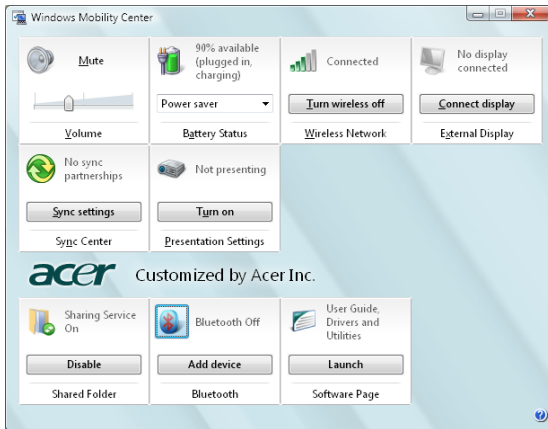 Windows Mobility Center
Mute
Volume
90% available
(plugged in,
charging)
Power saver
Battery Status
Connected
Turn wireless off
Wireless Network
No display
connected
Connect display
External Display
No sync
partnerships
Sync settings
Sync Center
Not presenting
Turn on
Presentation Settings
acer Customized by Acer Inc.
Sharing Service
On
Disable
Shared Folder
Bluetooth Off
Add device
Bluetooth
User Guide,
Drivers and
Utilities
Launch
Software Page